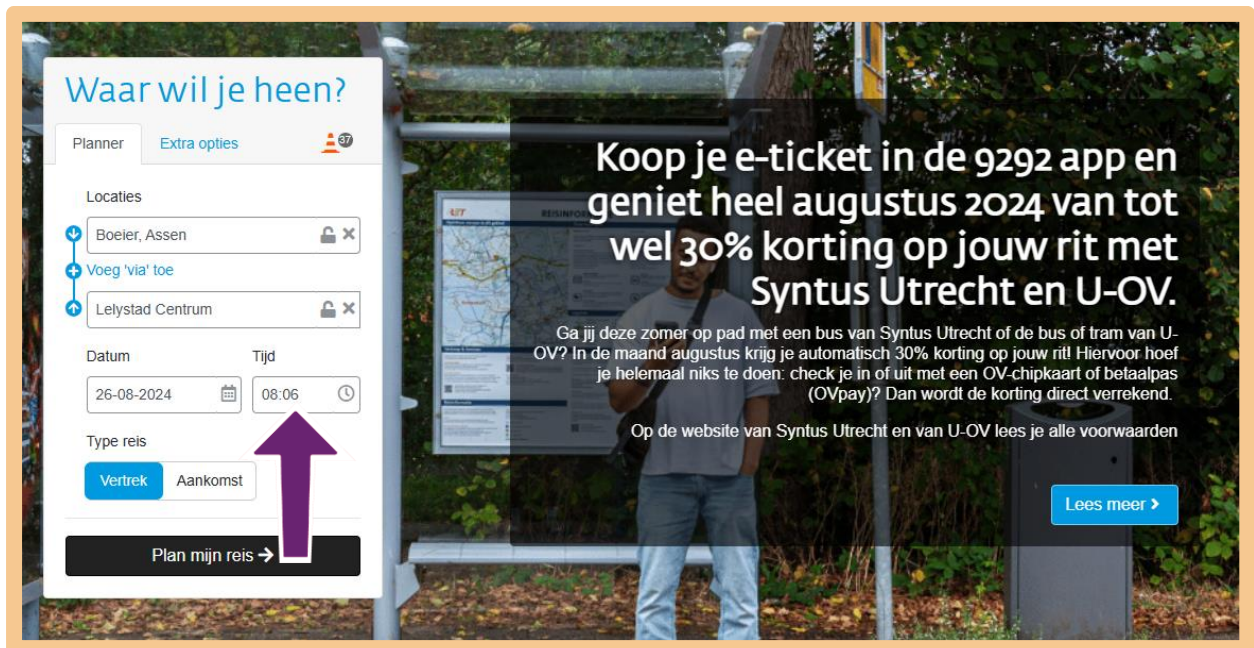 Waar wil je heen?
Planner
Extra opties
37
Locaties
Boeier, Assen
Voeg 'via' toe
Lelystad Centrum
Datum
Tijd
26-08-2024
08:06
Type reis
Vertrek
Aankomst
Plan mijn reis
Koop je e-ticket in de 9292 app en
geniet heel augustus 2024 van tot
wel 30% korting op jouw rit met
Syntus Utrecht en U-OV.
Ga jij deze zomer op pad met een bus van Syntus Utrecht of de bus of tram van U-
OV? In de maand augustus krijg je automatisch 30% korting op jouw rit! Hiervoor hoef
je helemaal niks te doen: check je in of uit met een OV-chipkaart of betaalpas
(OVpay)? Dan wordt de korting direct verrekend.
Op de website van Syntus Utrecht en van U-OV lees je alle voorwaarden
Lees meer